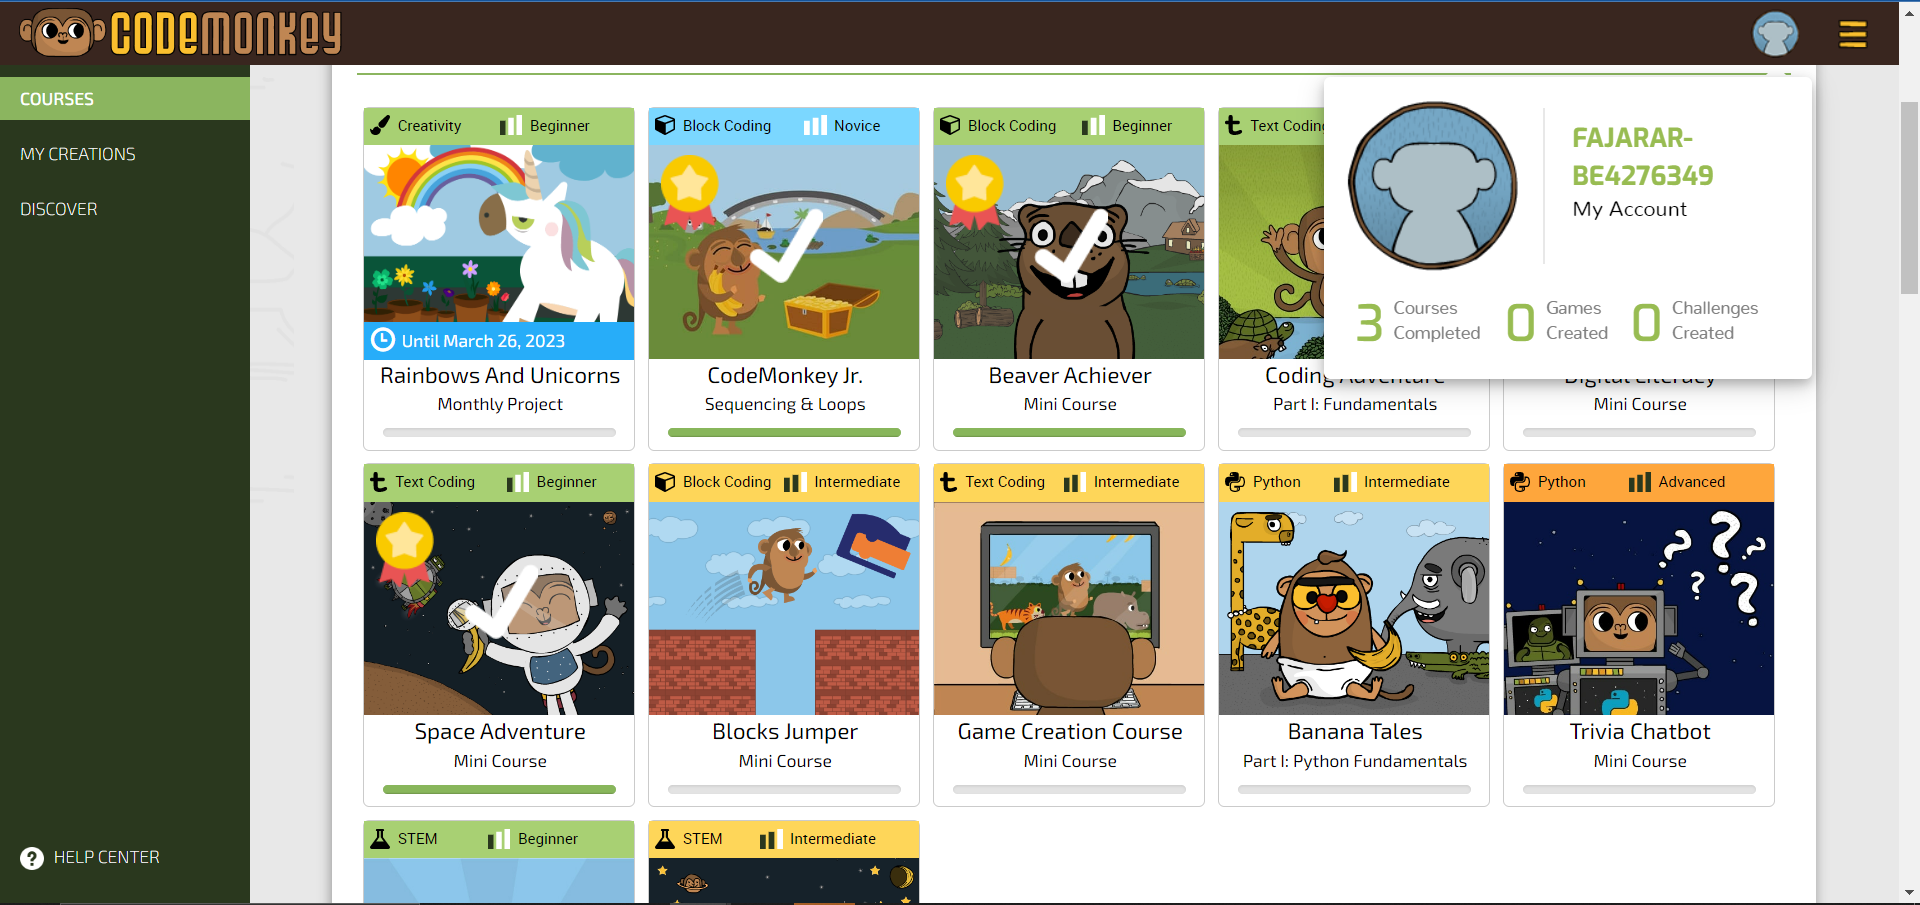 CODEMONKEY
COURSES
MY CREATIONS
DISCOVER
HELP CENTER
FAJARAR-
BE4276349
My Account
3 Courses Completed
0 Games Created
0 Challenges Created
Creativity Beginner
Until March 26, 2023
Rainbows And Unicorns
Monthly Project
Block Coding Novice
CodeMonkey Jr.
Sequencing & Loops
Block Coding Beginner
Beaver Achiever
Mini Course
Text Coding
Coding Adventure
Part I: Fundamentals
Digital Literacy
Mini Course
Text Coding Beginner
Space Adventure
Mini Course
Block Coding Intermediate
Blocks Jumper
Mini Course
Text Coding Intermediate
Game Creation Course
Mini Course
Python Intermediate
Banana Tales
Part I: Python Fundamentals
Python Advanced
? ? ? ? ?
Trivia Chatbot
Mini Course
STEM Beginner
STEM Intermediate